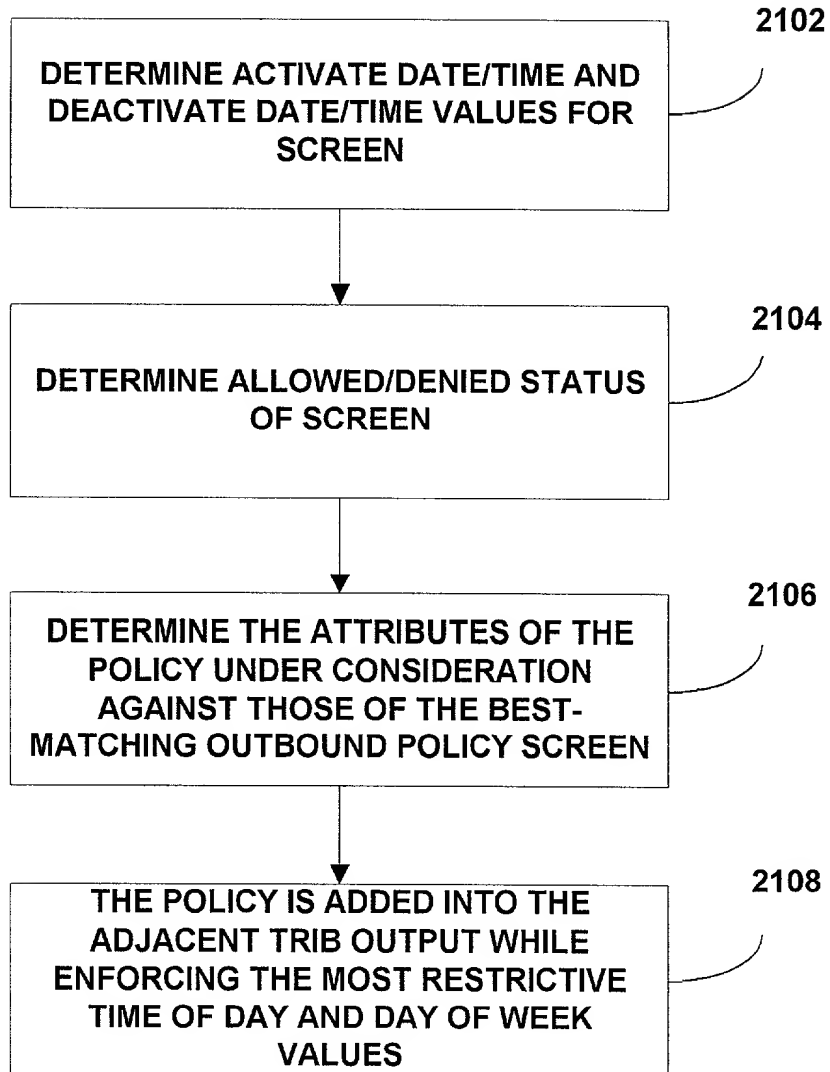 2102
DETERMINE ACTIVATE DATE/TIME AND
DEACTIVATE DATE/TIME VALUES FOR
SCREEN
2104
DETERMINE ALLOWED/DENIED STATUS
OF SCREEN
2106
DETERMINE THE ATTRIBUTES OF THE
POLICY UNDER CONSIDERATION
AGAINST THOSE OF THE BEST-
MATCHING OUTBOUND POLICY SCREEN
2108
THE POLICY IS ADDED INTO THE
ADJACENT TRIB OUTPUT WHILE
ENFORCING THE MOST RESTRICTIVE
TIME OF DAY AND DAY OF WEEK
VALUES